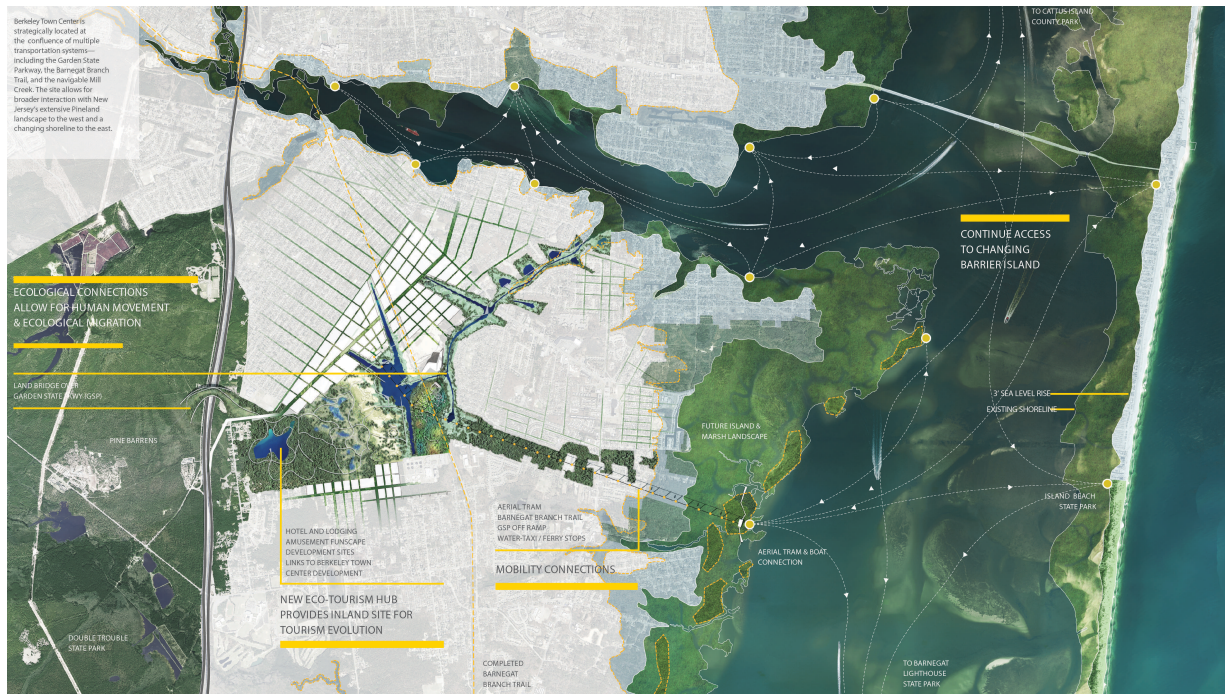 Berkeley Town Center is
strategically located at
the confluence of multiple
transportation systems—
including the Garden State
Parkway, the Barnegat Branch
Trail, and the navigable Mill
Creek. The site allows for
broader interaction with New
Jersey's extensive Pineland
landscape to the west and a
changing shoreline to the east.
TO CATTUS ISLAND
COUNTY PARK
CONTINUE ACCESS
TO CHANGING
BARRIER ISLAND
ECOLOGICAL CONNECTIONS
ALLOW FOR HUMAN MOVEMENT
& ECOLOGICAL MIGRATION
LAND BRIDGE OVER
GARDEN STATE PKWY (GSP)
3' SEA LEVEL RISE
EXISTING SHORELINE
PINE BARRENS
FUTURE ISLAND &
MARSH LANDSCAPE
ISLAND BEACH
STATE PARK
HOTEL AND LODGING
AMUSEMENT FUNSCAPE
DEVELOPMENT SITES
LINKS TO BERKELEY TOWN
CENTER DEVELOPMENT
NEW ECO-TOURISM HUB
PROVIDES INLAND SITE FOR
TOURISM EVOLUTION
AERIAL TRAM
BARNEGAT BRANCH TRAIL
GSP OFF RAMP
WATER-TAXI / FERRY STOPS
MOBILITY CONNECTIONS
AERIAL TRAM & BOAT
CONNECTION
DOUBLE TROUBLE
STATE PARK
COMPLETED
BARNEGAT
BRANCH TRAIL
TO BARNEGAT
LIGHTHOUSE
STATE PARK